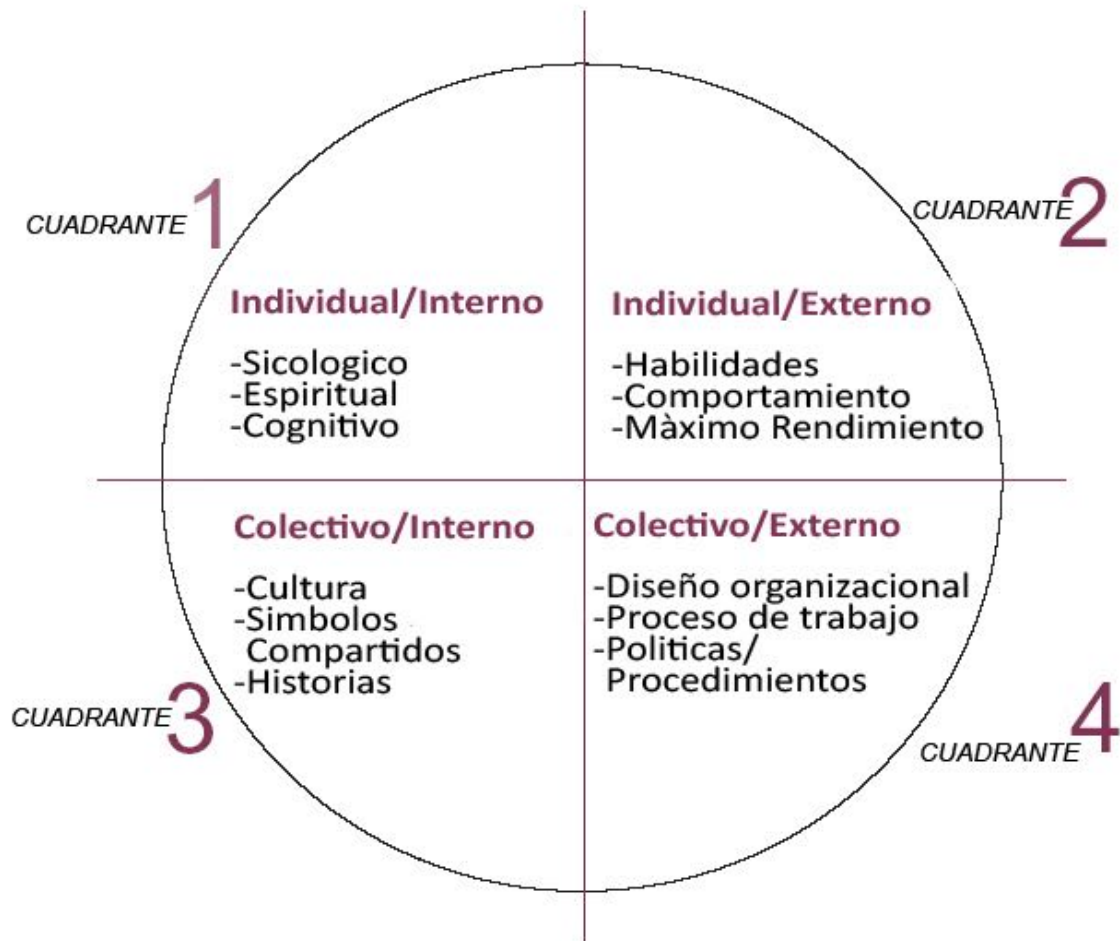 CUADRANTE 1
Individual/Interno
-Sicologico
-Espiritual
-Cognitivo
CUADRANTE 2
Individual/Externo
-Habilidades
-Comportamiento
-Màximo Rendimiento
CUADRANTE 3
Colectivo/Interno
-Cultura
-Simbolos
Compartidos
-Historias
CUADRANTE 4
Colectivo/Externo
-Diseño organizacional
-Proceso de trabajo
-Politicas/
Procedimientos